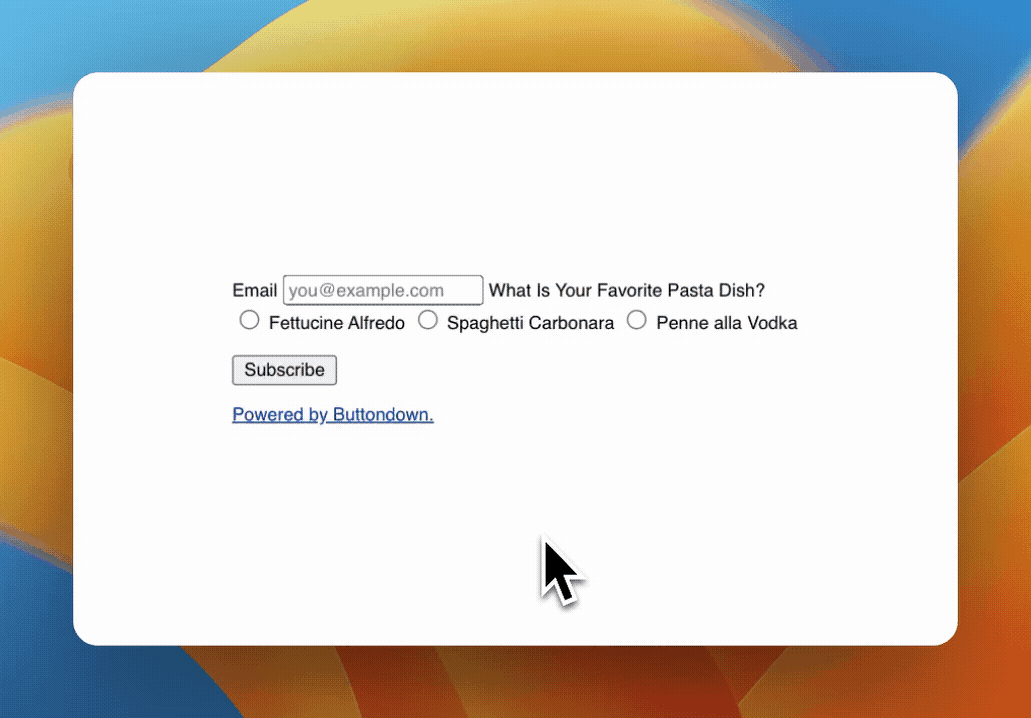 Email you@example.com What Is Your Favorite Pasta Dish?
Fettucine Alfredo Spaghetti Carbonara Penne alla Vodka
Subscribe
Powered by Buttondown.